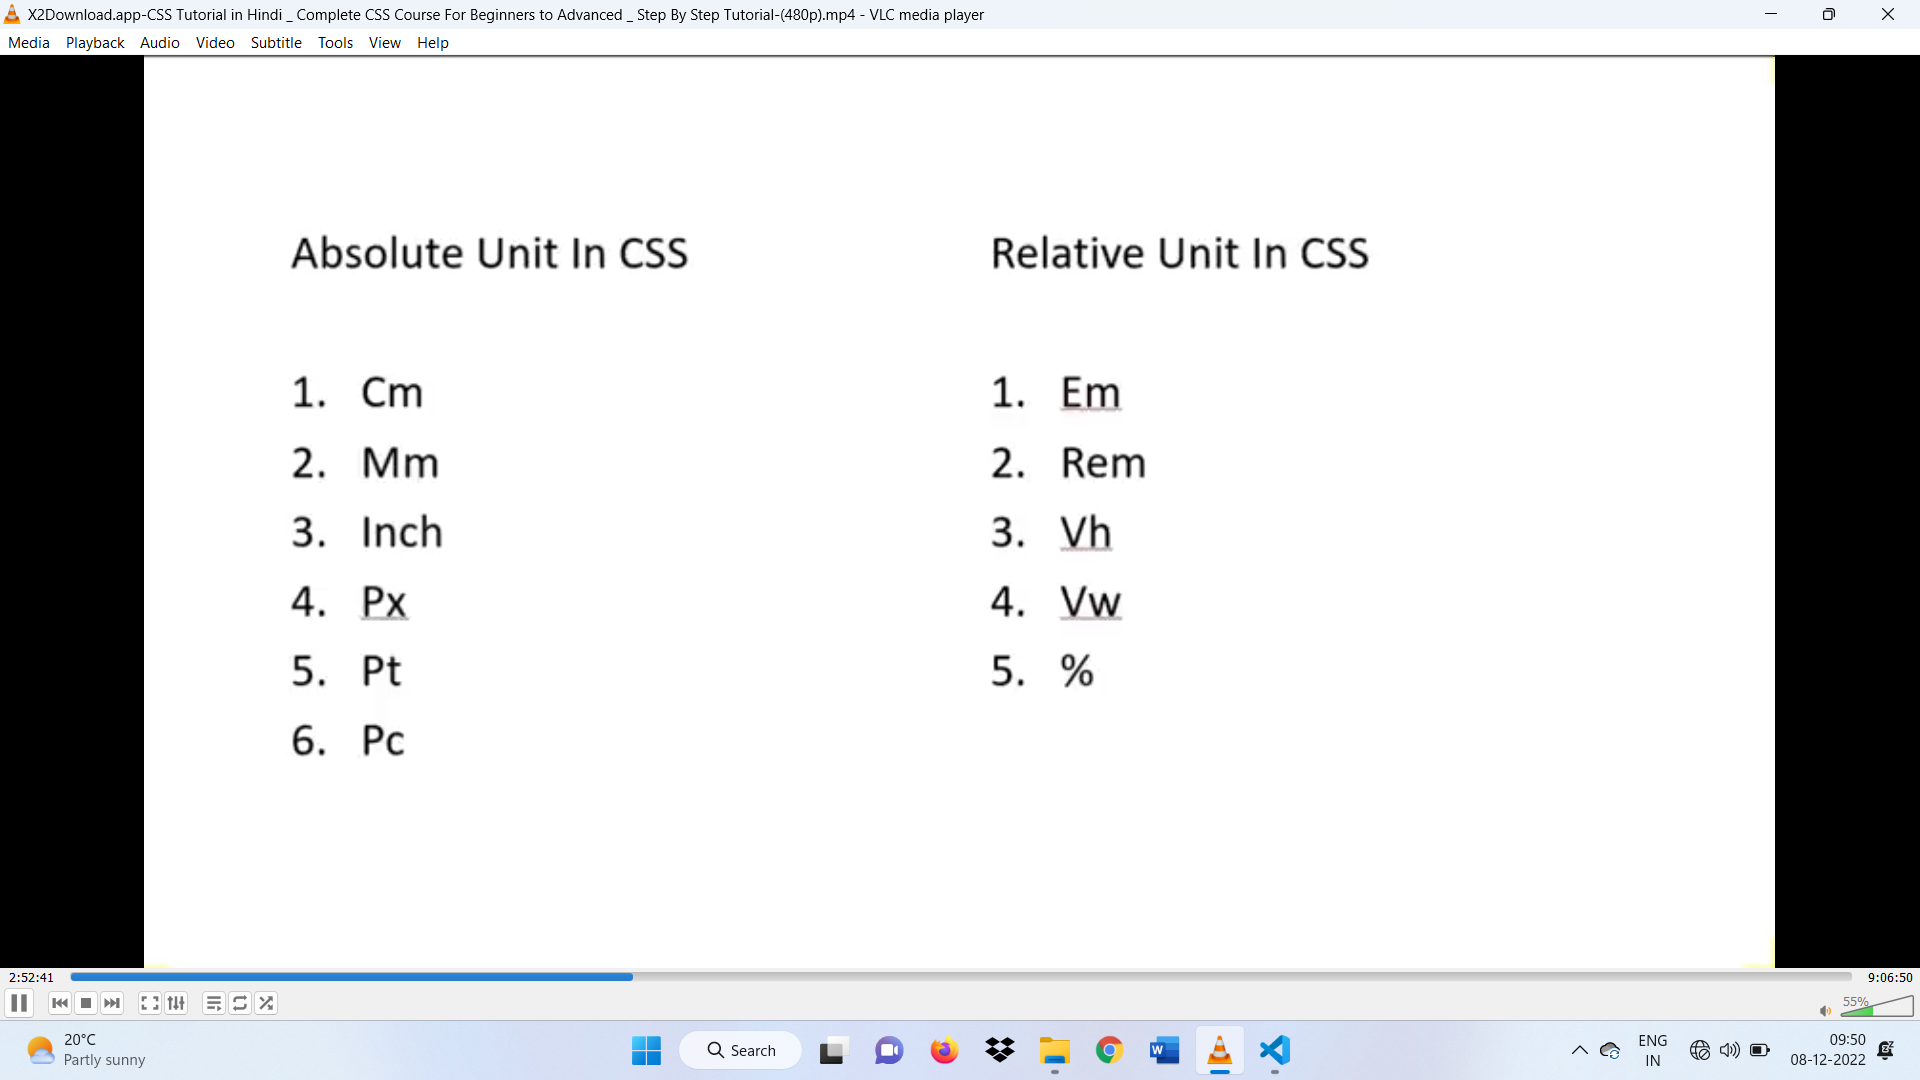 X2Download.app-CSS Tutorial in Hindi _ Complete CSS Course For Beginners to Advanced _ Step By Step Tutorial-(480p).mp4 - VLC media player
Media Playback Audio Video Subtitle Tools View Help
Absolute Unit In CSS
1. Cm
2. Mm
3. Inch
4. Px
5. Pt
6. Pc
Relative Unit In CSS
1. Em
2. Rem
3. Vh
4. Vw
5. %
2:52:41
9:06:50
55%
20°C
Partly sunny
Search
ENG
IN
09:50
08-12-2022